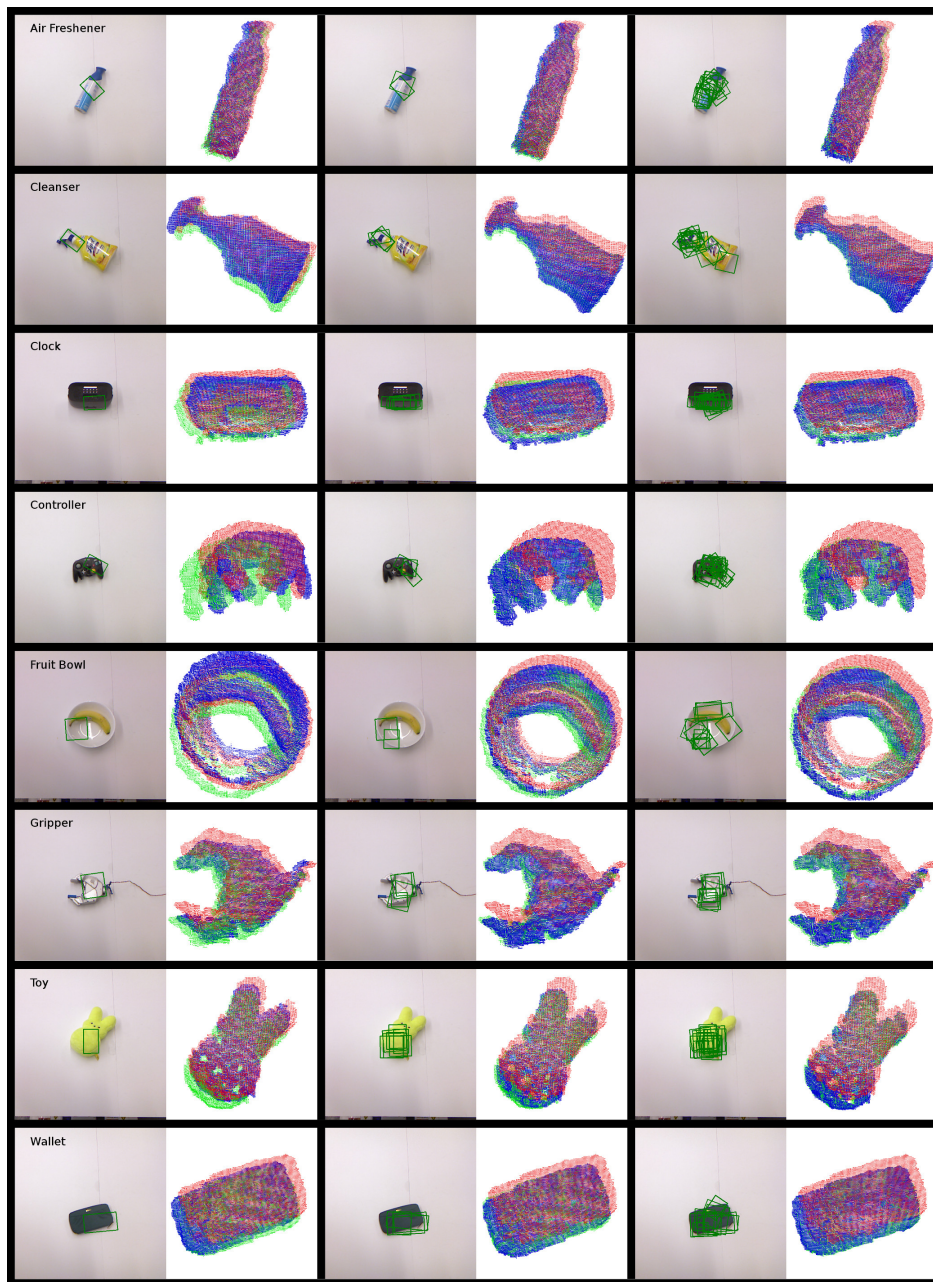 Air Freshener
Cleanser
Clock
Controller
Fruit Bowl
Gripper
Toy
Wallet